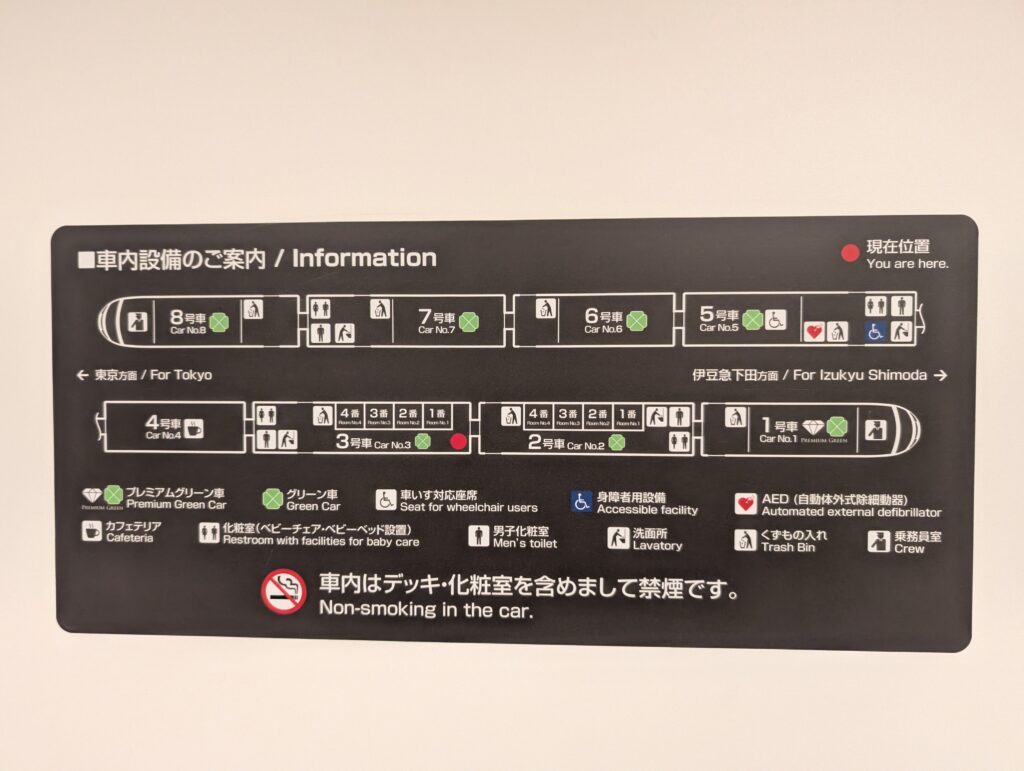 ■車内設備のご案内 / Information
現在位置
You are here.
8号車
Car No.8
7号車
Car No.7
6号車
Car No.6
5号車
Car No.5
← 東京方面 / For Tokyo
伊豆急下田方面 / For Izukyu Shimoda →
4号車
Car No.4
4番 3番 2番 1番
Room No.4 Room No.3 Room No.2 Room No.1
3号車 Car No.3
4番 3番 2番 1番
Room No.4 Room No.3 Room No.2 Room No.1
2号車 Car No.2
1号車
Car No.1
PREMIUM GREEN
PREMIUM GREEN
プレミアムグリーン車
Premium Green Car
グリーン車
Green Car
車いす対応座席
Seat for wheelchair users
身障者用設備
Accessible facility
AED（自動体外式除細動器）
Automated external defibrillator
カフェテリア
Cafeteria
化粧室（ベビーチェア・ベビーベッド設置）
Restroom with facilities for baby care
男子化粧室
Men's toilet
洗面所
Lavatory
くずもの入れ
Trash Bin
乗務員室
Crew
車内はデッキ・化粧室を含めまして禁煙です。
Non-smoking in the car.